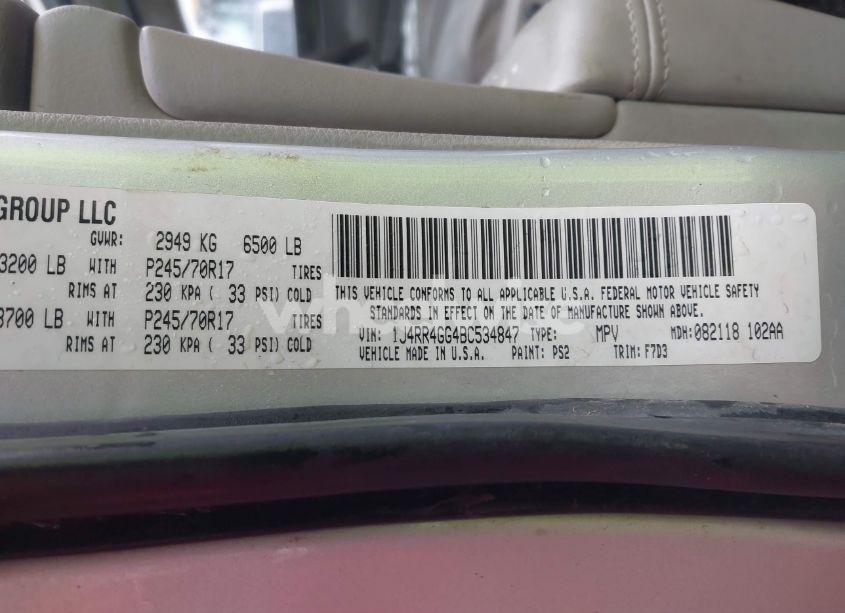 GROUP LLC
GVWR: 2949 KG 6500 LB
3200 LB WITH P245/70R17 TIRES
RIMS AT 230 KPA ( 33 PSI) COLD
3700 LB WITH P245/70R17 TIRES
RIMS AT 230 KPA ( 33 PSI) COLD
THIS VEHICLE CONFORMS TO ALL APPLICABLE U.S.A. FEDERAL MOTOR VEHICLE SAFETY
STANDARDS IN EFFECT ON THE DATE OF MANUFACTURE SHOWN ABOVE.
VIN: 1J4RR4GG4BC534847 TYPE: MPV MDH: 082118 102AA
VEHICLE MADE IN U.S.A. PAINT: PS2 TRIM: F7D3